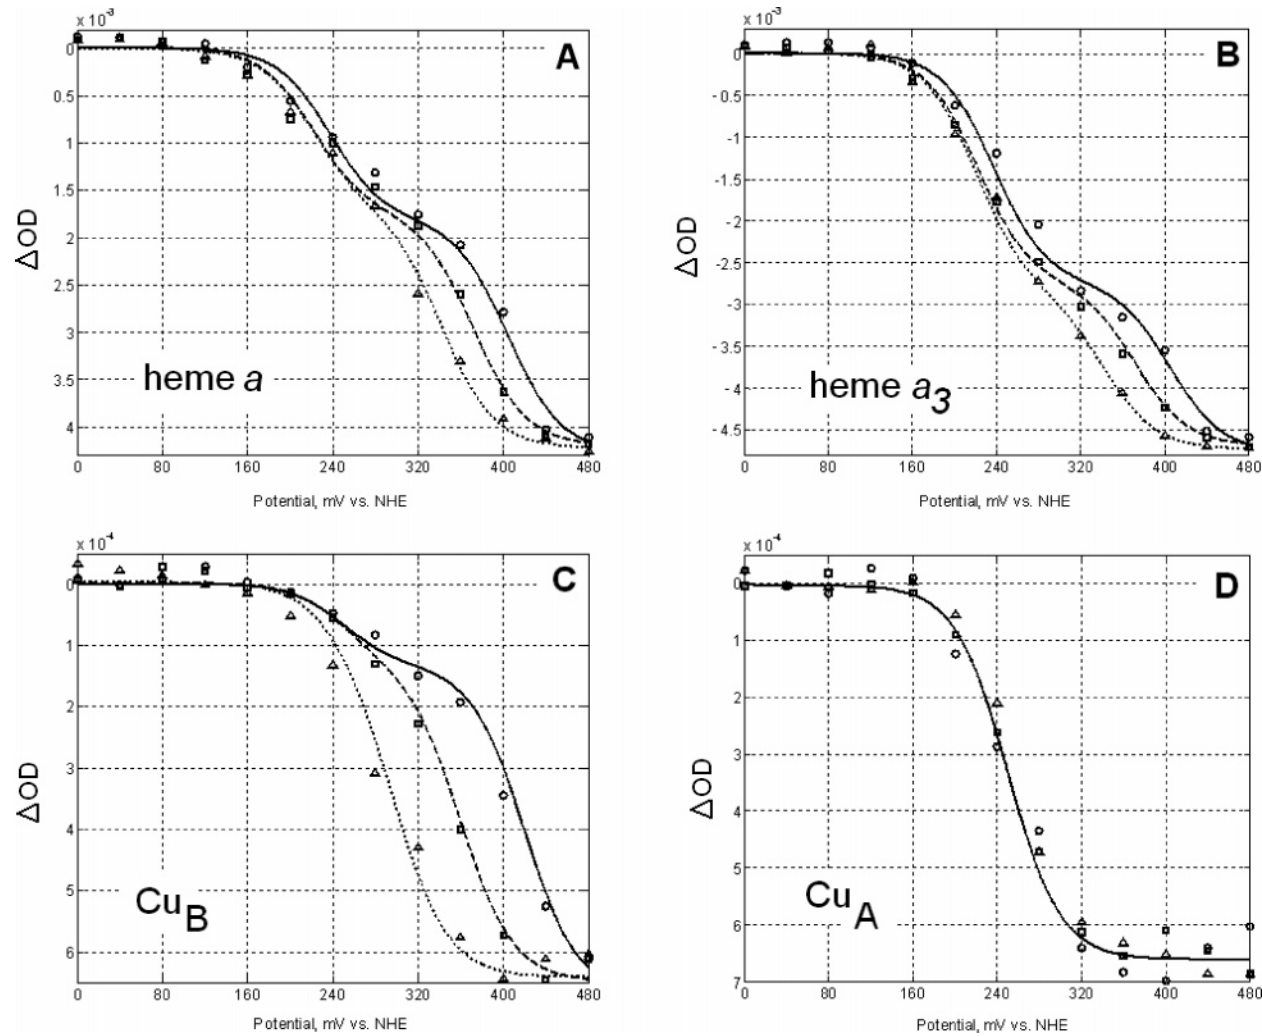 x 10⁻³
A
0
0.5
1
1.5
2
2.5
3
3.5
4
ΔOD
heme a
0 80 160 240 320 400 480
Potential, mV vs. NHE
x 10⁻³
B
0
-0.5
-1
-1.5
-2
-2.5
-3
-3.5
-4
-4.5
ΔOD
heme a₃
0 80 160 240 320 400 480
Potential, mV vs. NHE
x 10⁻⁴
C
0
1
2
3
4
5
6
ΔOD
Cu_B
0 80 160 240 320 400 480
Potential, mV vs. NHE
x 10⁻⁴
D
0
1
2
3
4
5
6
7
ΔOD
Cu_A
0 80 160 240 320 400 480
Potential, mV vs. NHE